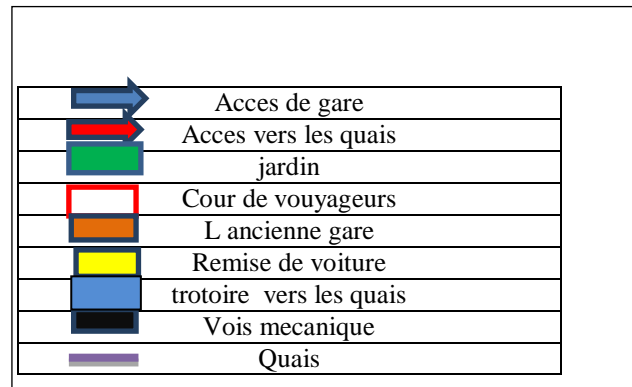 Acces de gare
Acces vers les quais
jardin
Cour de vouyageurs
L ancienne gare
Remise de voiture
trotoire vers les quais
Vois mecanique
Quais